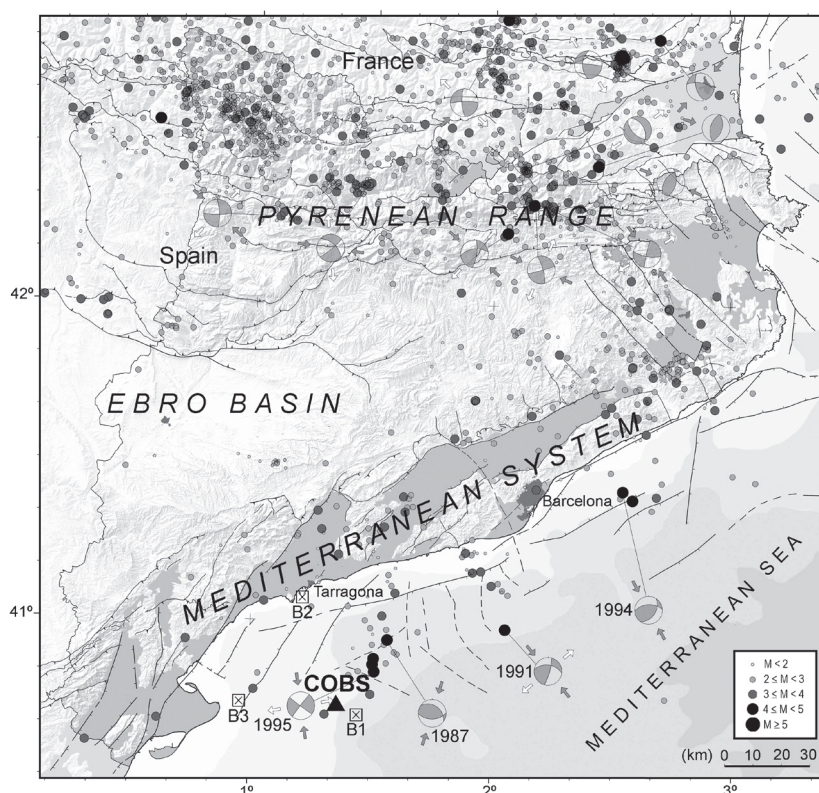 France
PYRENEAN RANGE
Spain
42º
EBRO BASIN
MEDITERRANEAN SYSTEM
Barcelona
MEDITERRANEAN SEA
41º
Tarragona
B2
1994
1991
COBS
B3
1995
B1
1987
M < 2
2 ≤ M < 3
3 ≤ M < 4
4 ≤ M < 5
M ≥ 5
(km) 0 10 20 30
1º 2º 3º